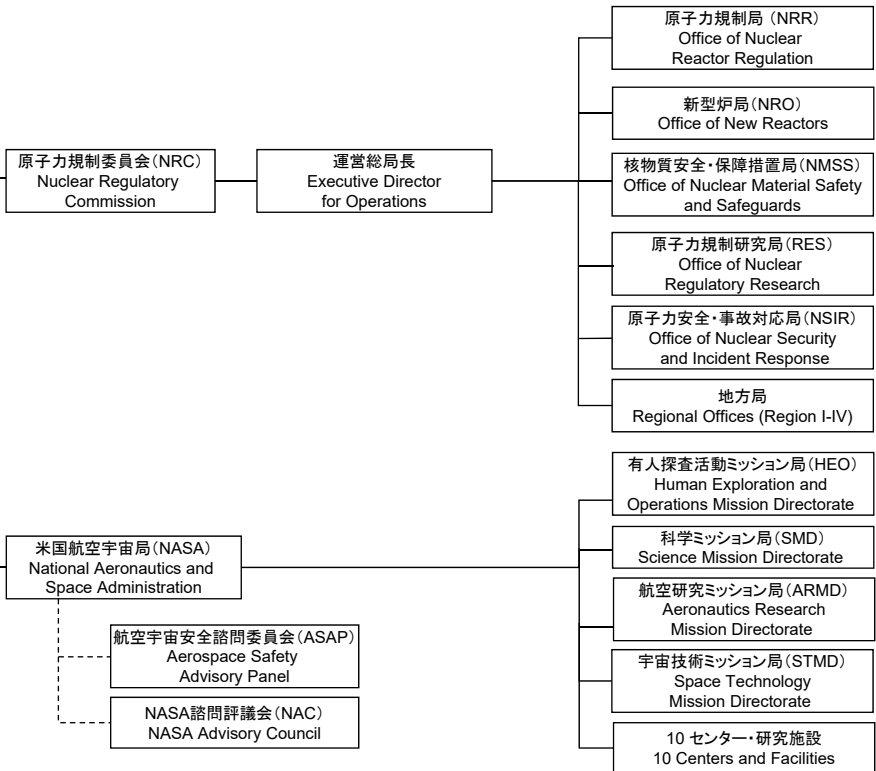 原子力規制局 (NRR)
Office of Nuclear
Reactor Regulation
新型炉局(NRO)
Office of New Reactors
原子力規制委員会(NRC)
Nuclear Regulatory
Commission
運営総局長
Executive Director
for Operations
核物質安全・保障措置局(NMSS)
Office of Nuclear Material Safety
and Safeguards
原子力規制研究局(RES)
Office of Nuclear
Regulatory Research
原子力安全・事故対応局(NSIR)
Office of Nuclear Security
and Incident Response
地方局
Regional Offices (Region I-IV)
有人探査活動ミッション局(HEO)
Human Exploration and
Operations Mission Directorate
米国航空宇宙局(NASA)
National Aeronautics and
Space Administration
科学ミッション局(SMD)
Science Mission Directorate
航空研究ミッション局(ARMD)
Aeronautics Research
Mission Directorate
航空宇宙安全諮問委員会(ASAP)
Aerospace Safety
Advisory Panel
宇宙技術ミッション局(STMD)
Space Technology
Mission Directorate
NASA諮問評議会(NAC)
NASA Advisory Council
10 センター・研究施設
10 Centers and Facilities